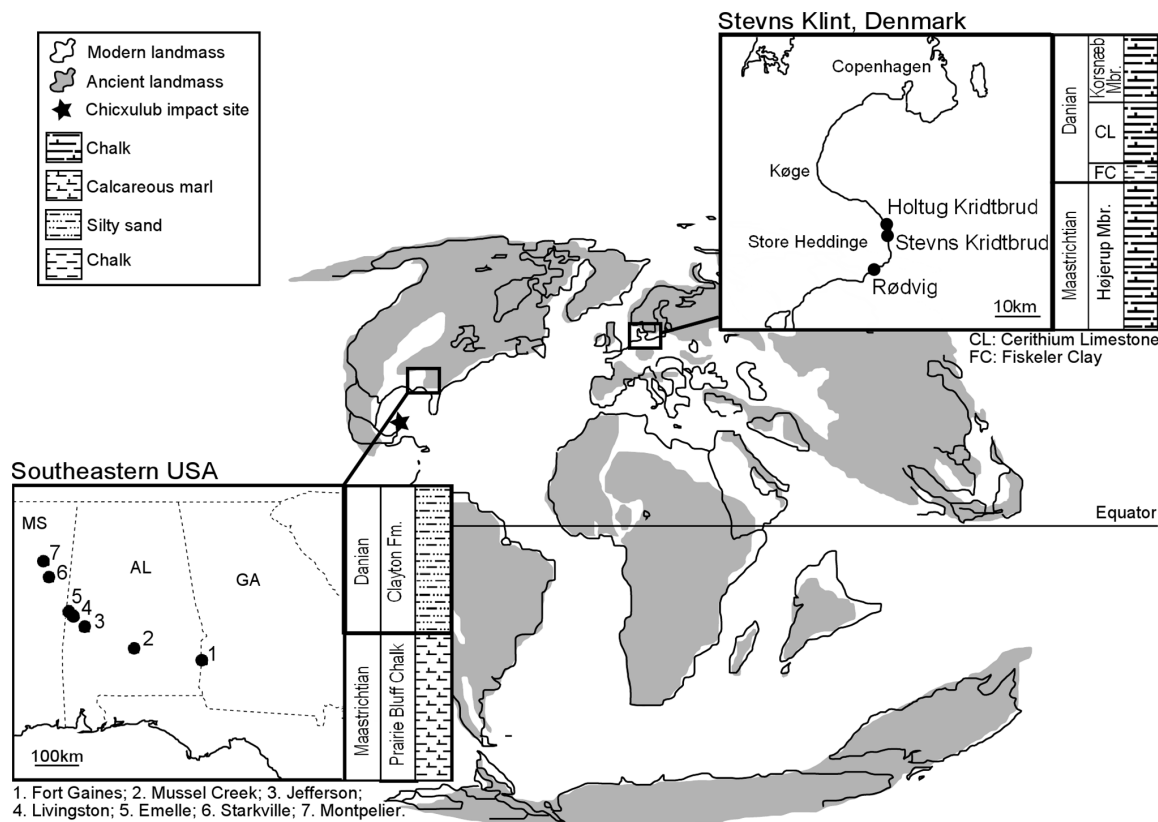 Stevns Klint, Denmark
Modern landmass
Ancient landmass
Chicxulub impact site
Chalk
Calcareous marl
Silty sand
Chalk
Copenhagen
Køge
Holtug Kridtbrud
Store Heddinge
Stevns Kridtbrud
Rødvig
10km
Danian
Korsnæb
Mbr.
CL
FC
Maastrichtian
Højerup Mbr.
CL: Cerithium Limestone
FC: Fiskeler Clay
Equator
Southeastern USA
MS
AL
GA
7
6
5
4
3
2
1
100km
Danian
Clayton Fm.
Maastrichtian
Prairie Bluff Chalk
1. Fort Gaines; 2. Mussel Creek; 3. Jefferson;
4. Livingston; 5. Emelle; 6. Starkville; 7. Montpelier.